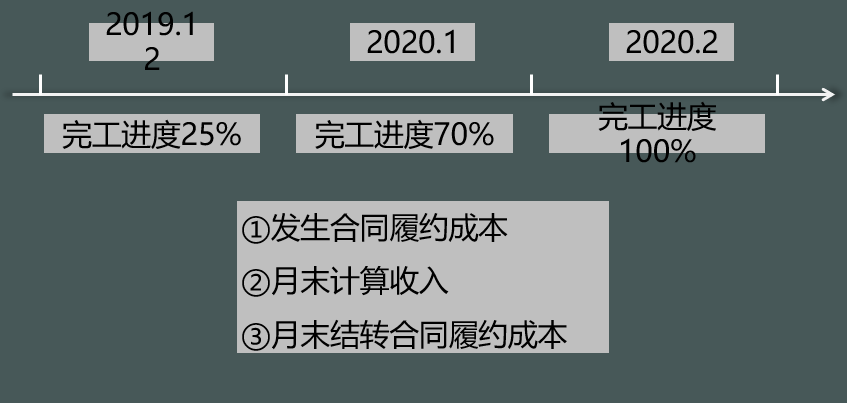 2019.1
2
2020.1
2020.2
完工进度25%
完工进度70%
完工进度
100%
①发生合同履约成本
②月末计算收入
③月末结转合同履约成本